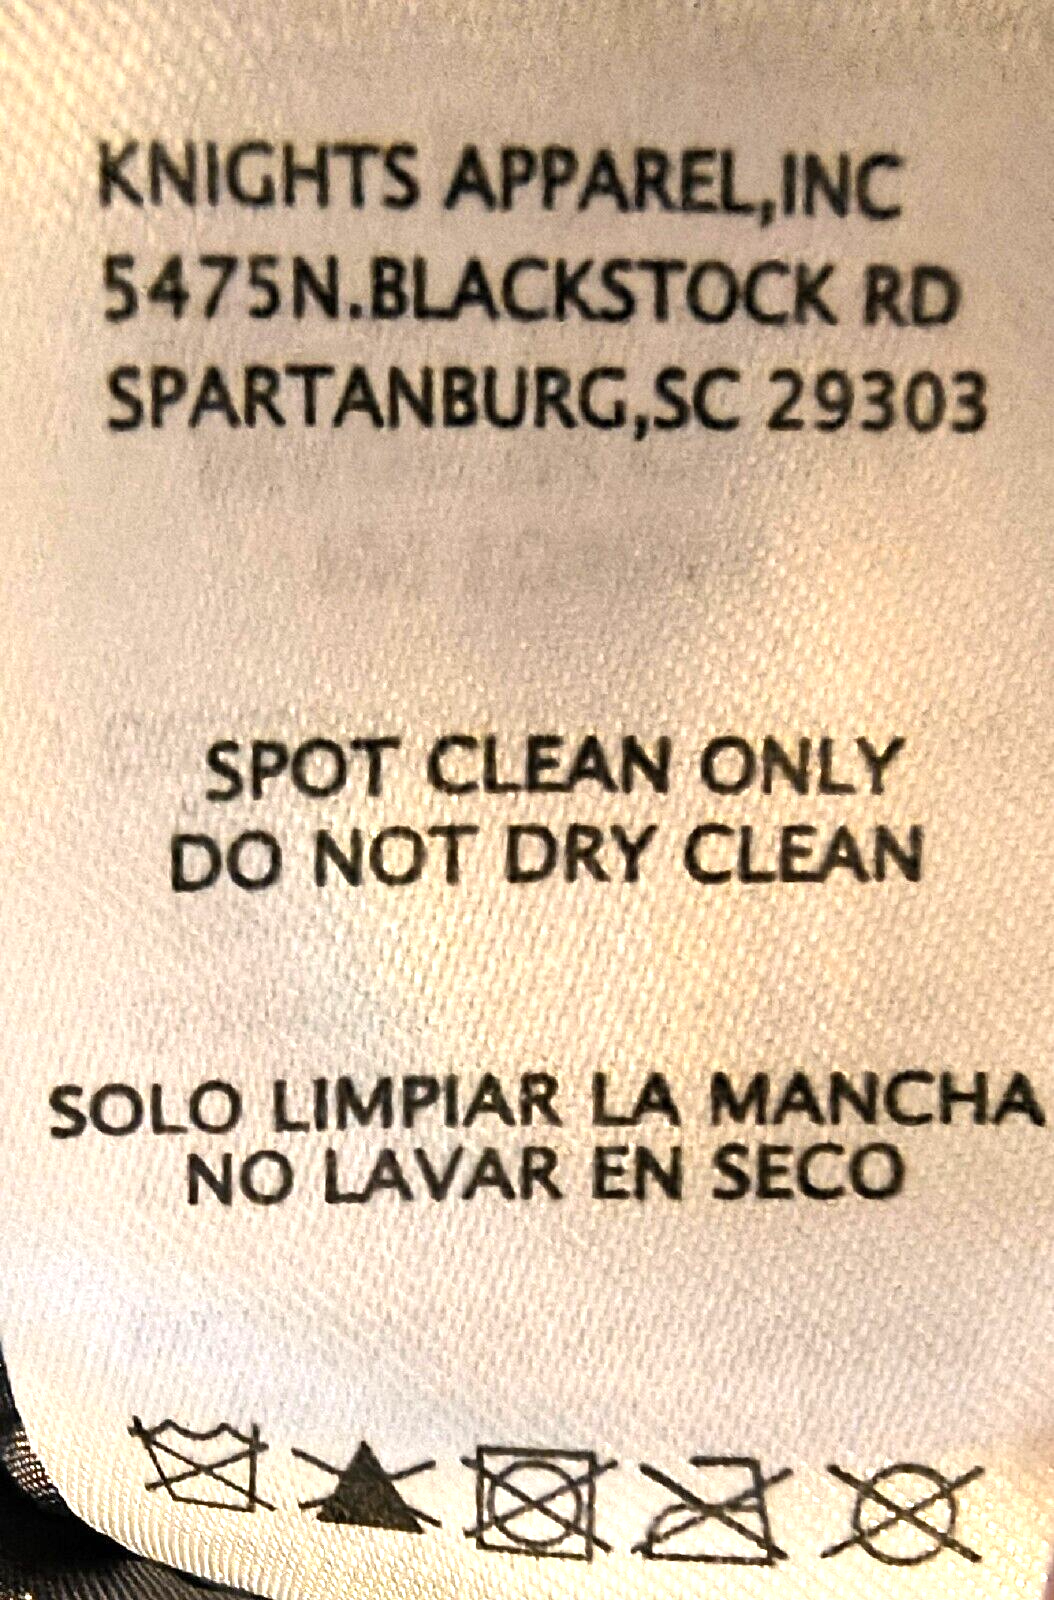 KNIGHTS APPAREL,INC
5475N.BLACKSTOCK RD
SPARTANBURG,SC 29303
SPOT CLEAN ONLY
DO NOT DRY CLEAN
SOLO LIMPIAR LA MANCHA
NO LAVAR EN SECO